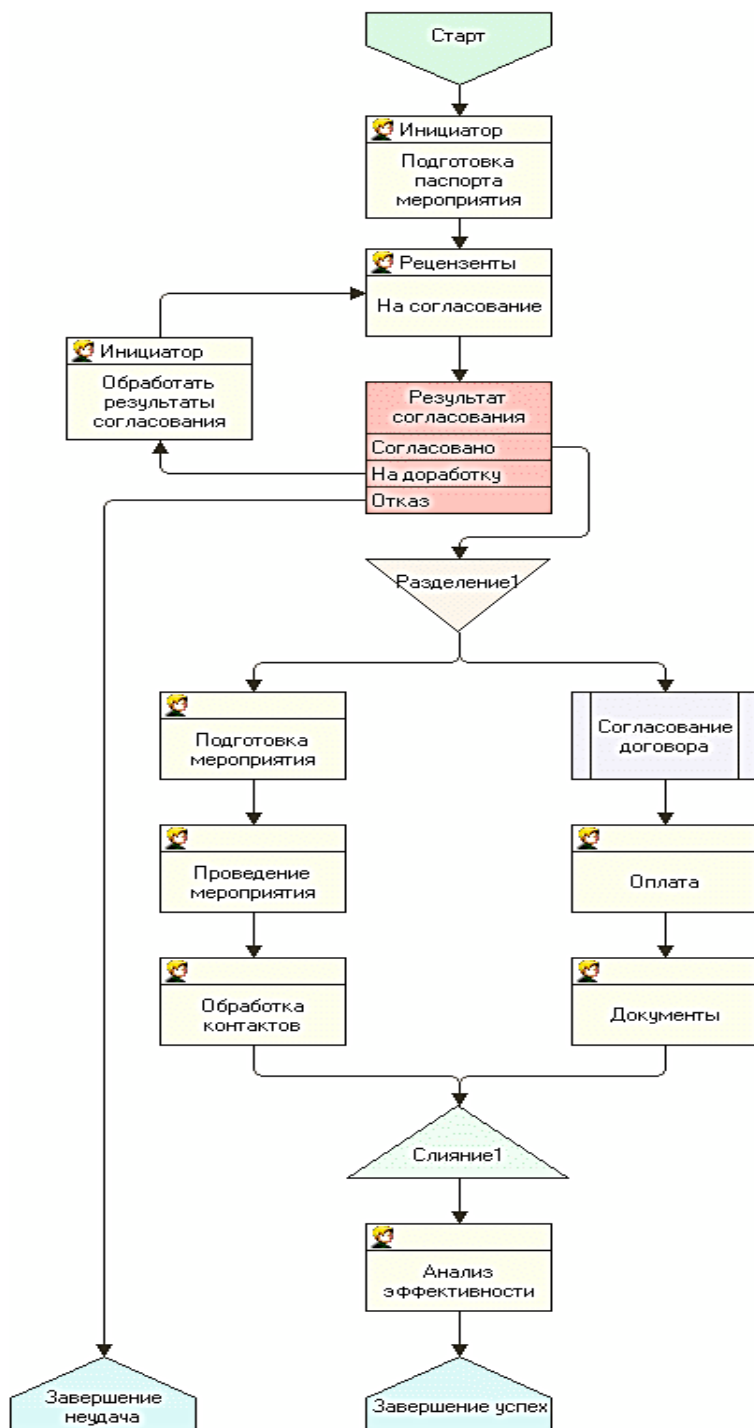 Старт
Инициатор
Подготовка
паспорта
мероприятия
Рецензенты
На согласование
Инициатор
Обработать
результаты
согласования
Результат
согласования
Согласовано
На доработку
Отказ
Разделение1
Подготовка
мероприятия
Согласование
договора
Проведение
мероприятия
Оплата
Обработка
контактов
Документы
Слияние1
Анализ
эффективности
Завершение
неудача
Завершение успех